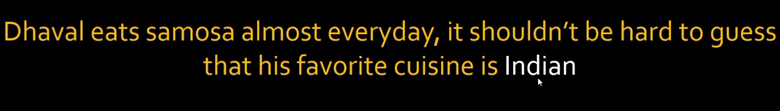 Dhaval eats samosa almost everyday, it shouldn’t be hard to guess
that his favorite cuisine is Indian